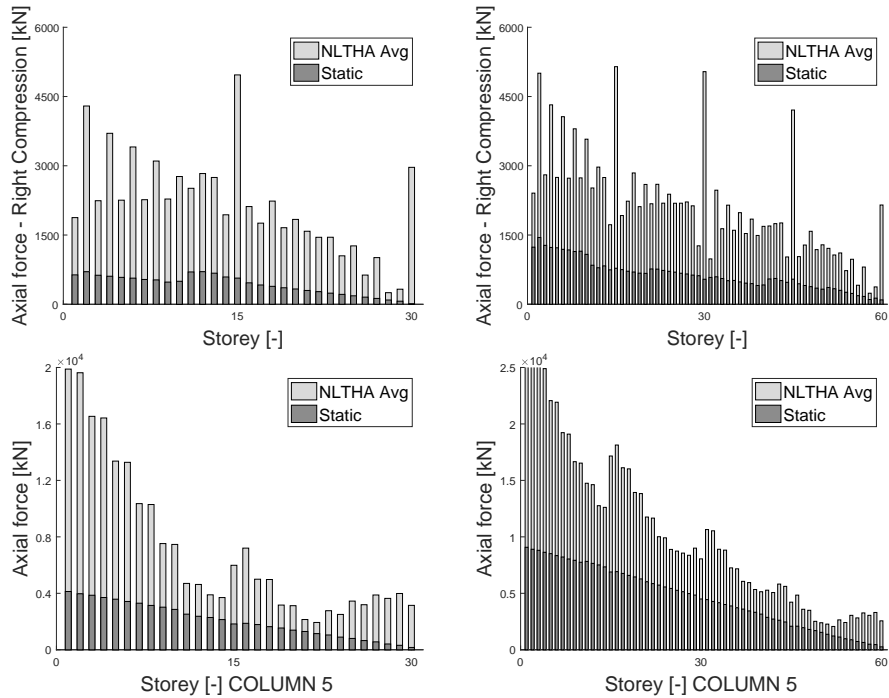 Axial force - Right Compression [kN]
6000
4500
3000
1500
0
0 15 30
Storey [-]
NLTHA Avg
Static
Axial force - Right Compression [kN]
6000
4500
3000
1500
0
0 30 60
Storey [-]
NLTHA Avg
Static
Axial force [kN]
×10⁴
2
1.6
1.2
0.8
0.4
0
0 15 30
Storey [-] COLUMN 5
NLTHA Avg
Static
Axial force [kN]
×10⁴
2.5
2
1.5
1
0.5
0
0 30 60
Storey [-] COLUMN 5
NLTHA Avg
Static